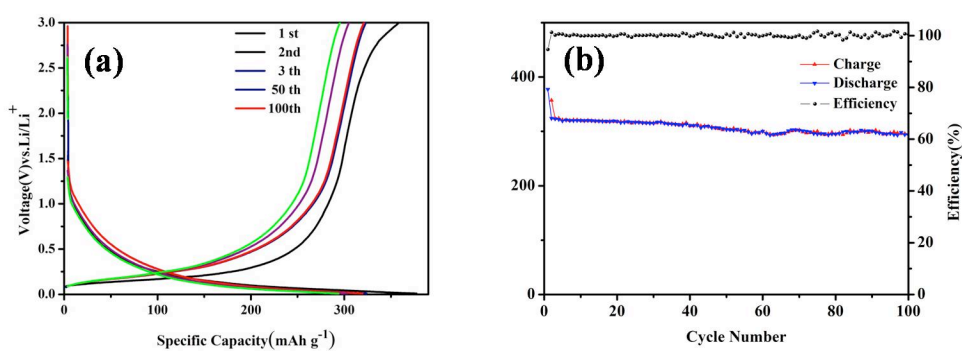 (a)
3.0
2.5
2.0
1.5
1.0
0.5
0.0
Voltage(V)vs.Li/Li+
1 st
2nd
3 th
50 th
100th
0
100
200
300
Specific Capacity(mAh g-1)
(b)
400
200
0
Charge
Discharge
Efficiency
100
80
60
40
20
0
Efficiency(%)
0
20
40
60
80
100
Cycle Number